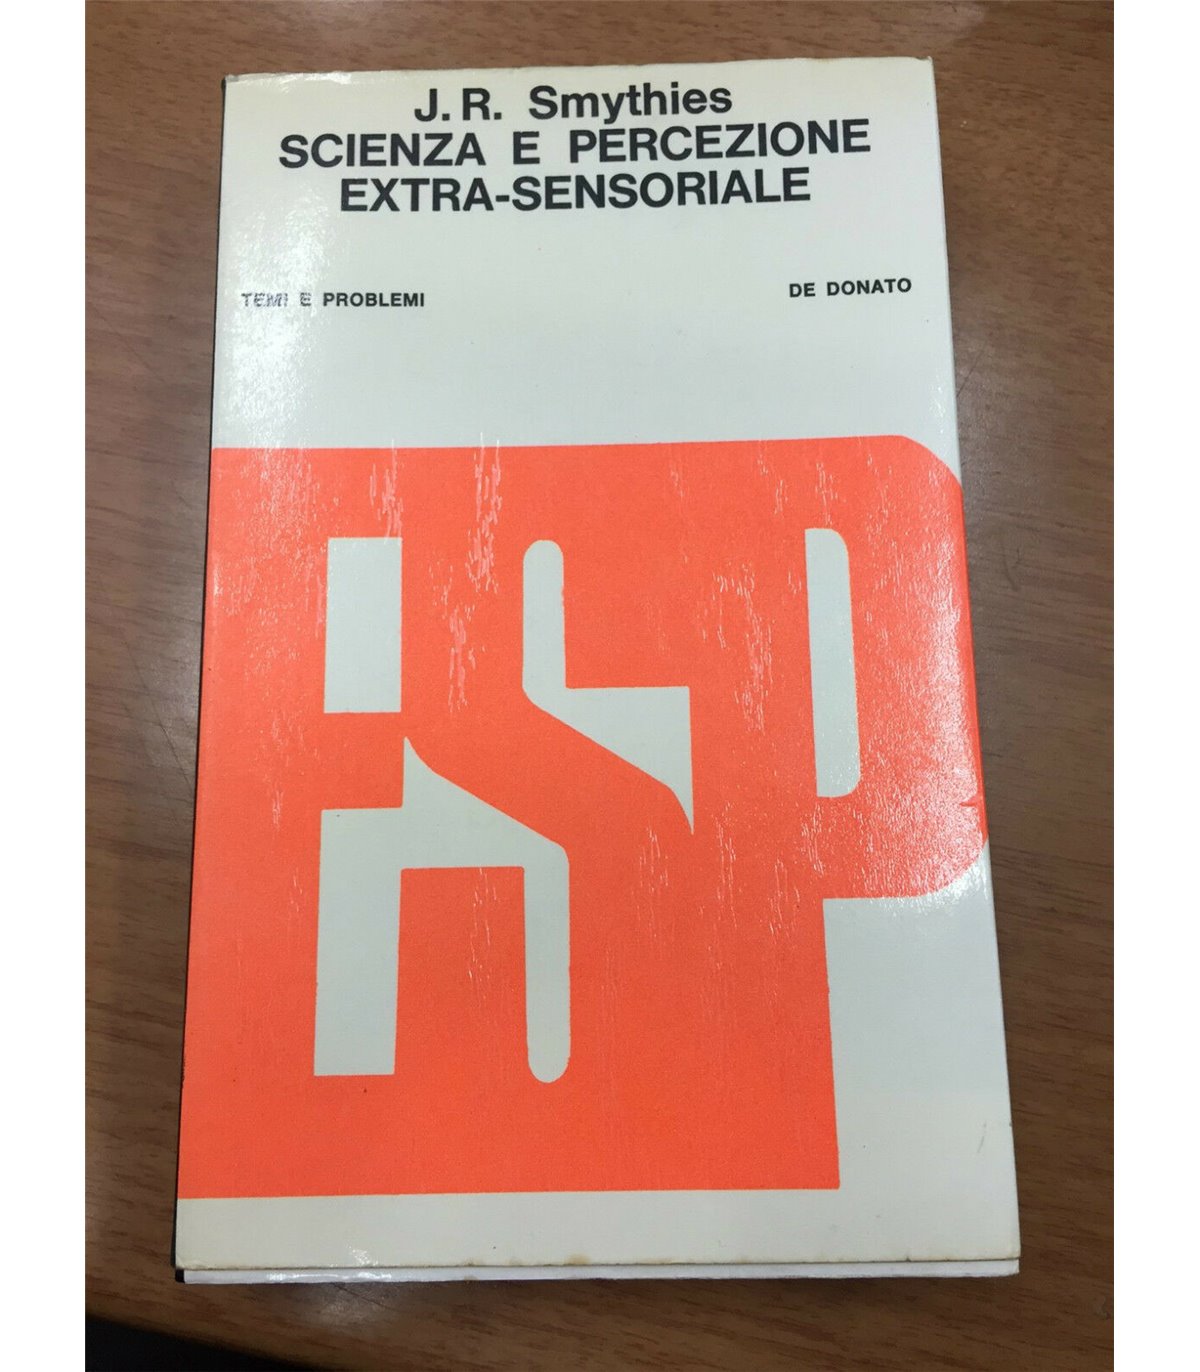 J. R. Smythies
SCIENZA E PERCEZIONE
EXTRA-SENSORIALE
TEMI E PROBLEMI
DE DONATO
ESP